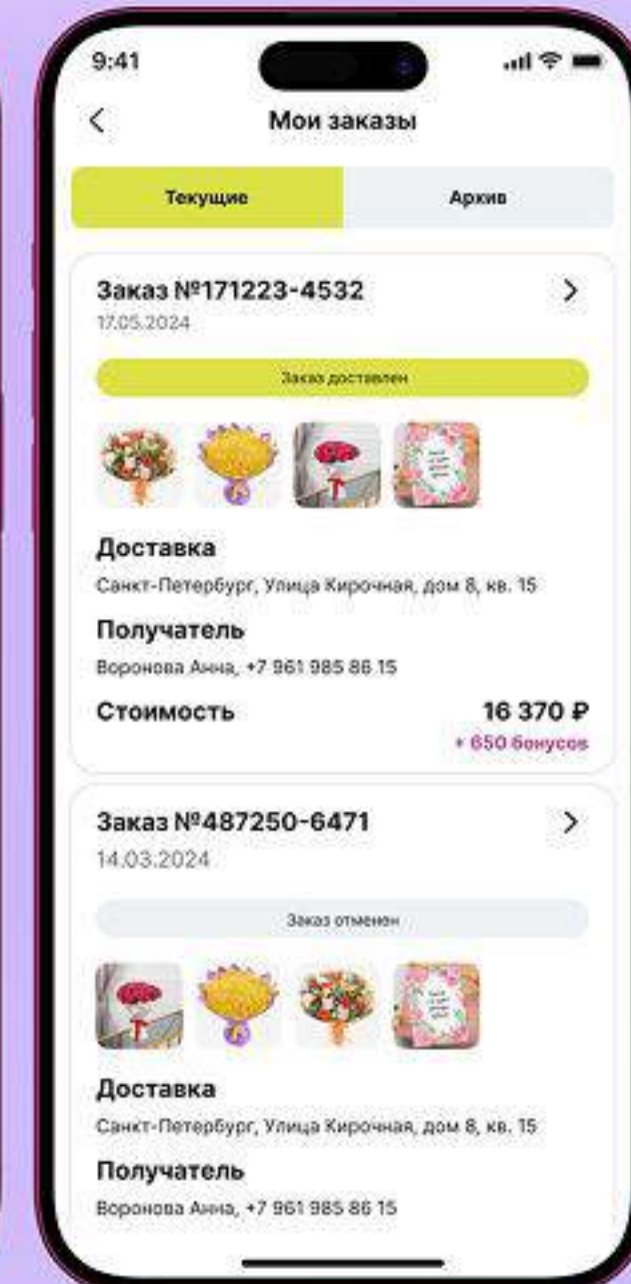 9:41
Мои заказы
Текущие
Архив
Заказ №171223-4532
17.05.2024
Заказ доставлен
Доставка
Санкт-Петербург, Улица Кирочная, дом 8, кв. 15
Получатель
Воронова Анна, +7 961 985 86 15
Стоимость
16 370 ₽
+ 650 бонусов
Заказ №487250-6471
14.03.2024
Заказ отменен
Доставка
Санкт-Петербург, Улица Кирочная, дом 8, кв. 15
Получатель
Воронова Анна, +7 961 985 86 15